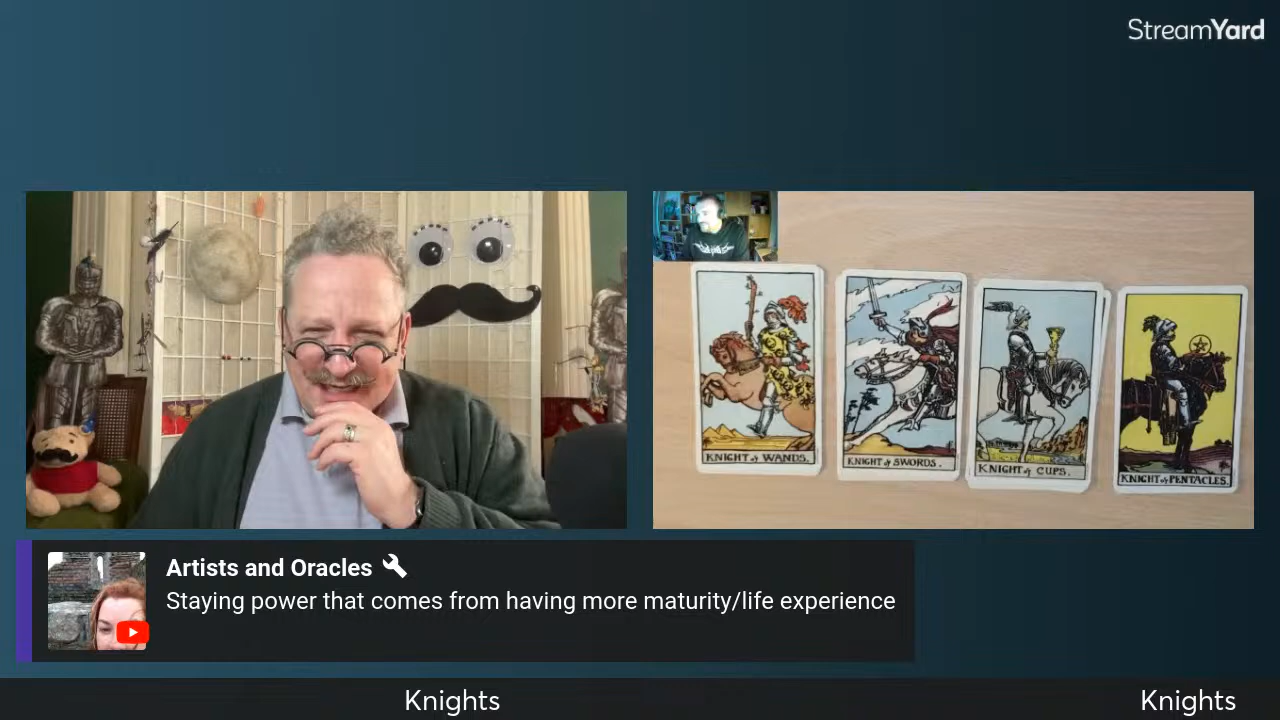 StreamYard
KNIGHT of WANDS.
KNIGHT of SWORDS.
KNIGHT of CUPS.
KNIGHT of PENTACLES.
Artists and Oracles
Staying power that comes from having more maturity/life experience
Knights
Knights